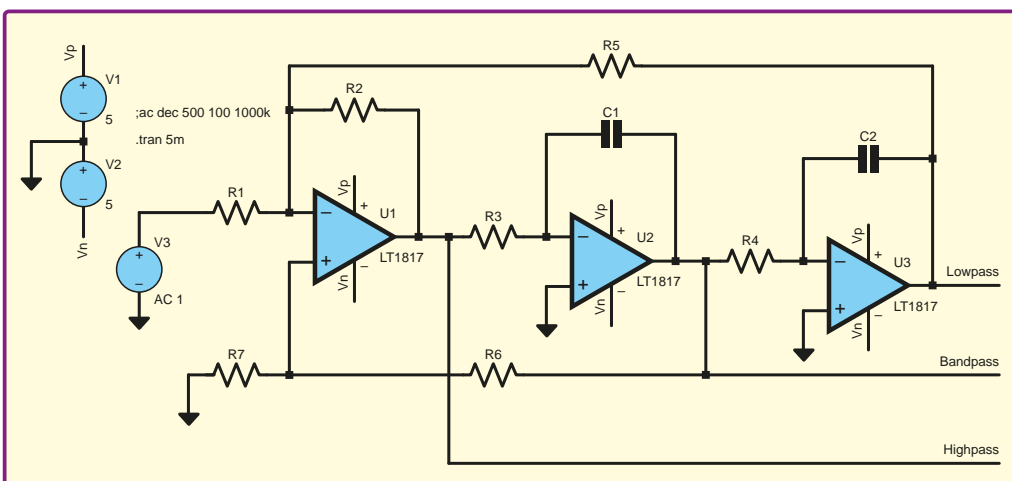 Vp
V1
+
–
5
;ac dec 500 100 1000k
.tran 5m
V2
+
–
5
Vn
V3
+
–
AC 1
R1
R2
R5
Vp
+
U1
–
+
LT1817
Vn
–
R3
C1
Vp
+
U2
–
+
LT1817
Vn
–
R4
C2
Vp
+
U3
–
+
LT1817
Vn
–
Lowpass
R7
R6
Bandpass
Highpass